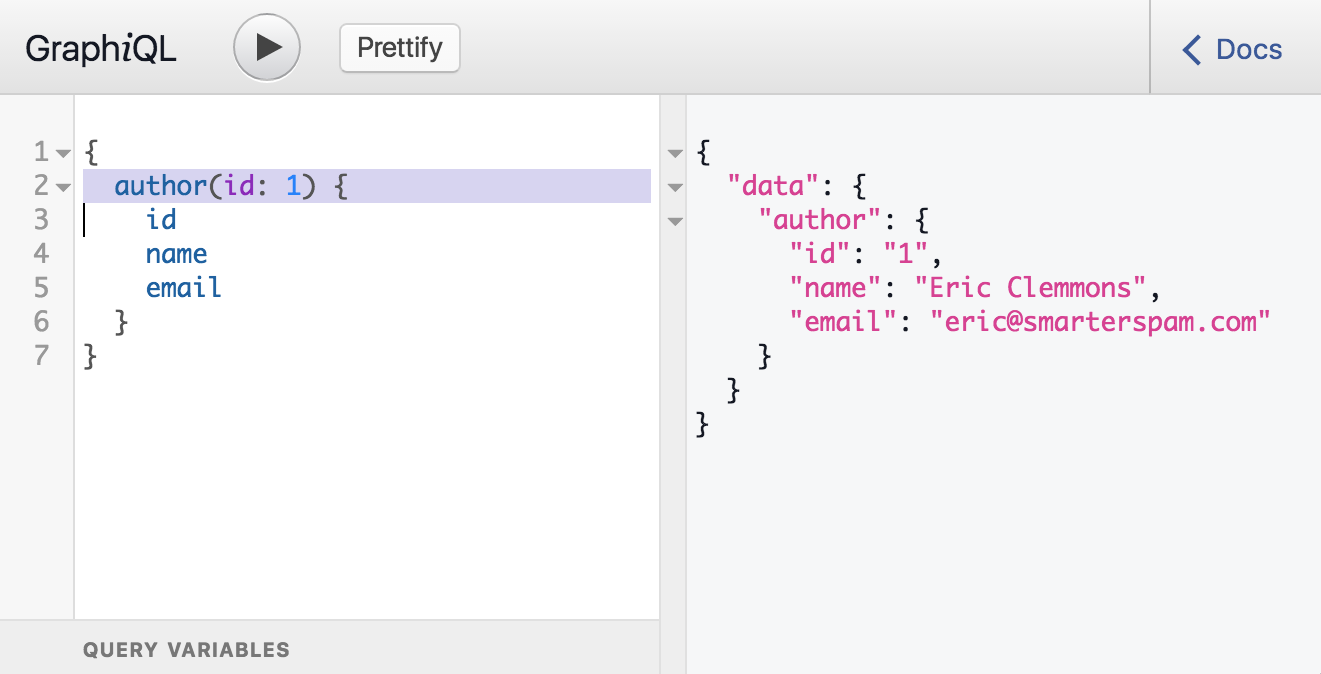 GraphiQL Prettify Docs
1 {
2 author(id: 1) {
3 id
4 name
5 email
6 }
7 }
QUERY VARIABLES
{
"data": {
"author": {
"id": "1",
"name": "Eric Clemmons",
"email": "eric@smarterspam.com"
}
}
}